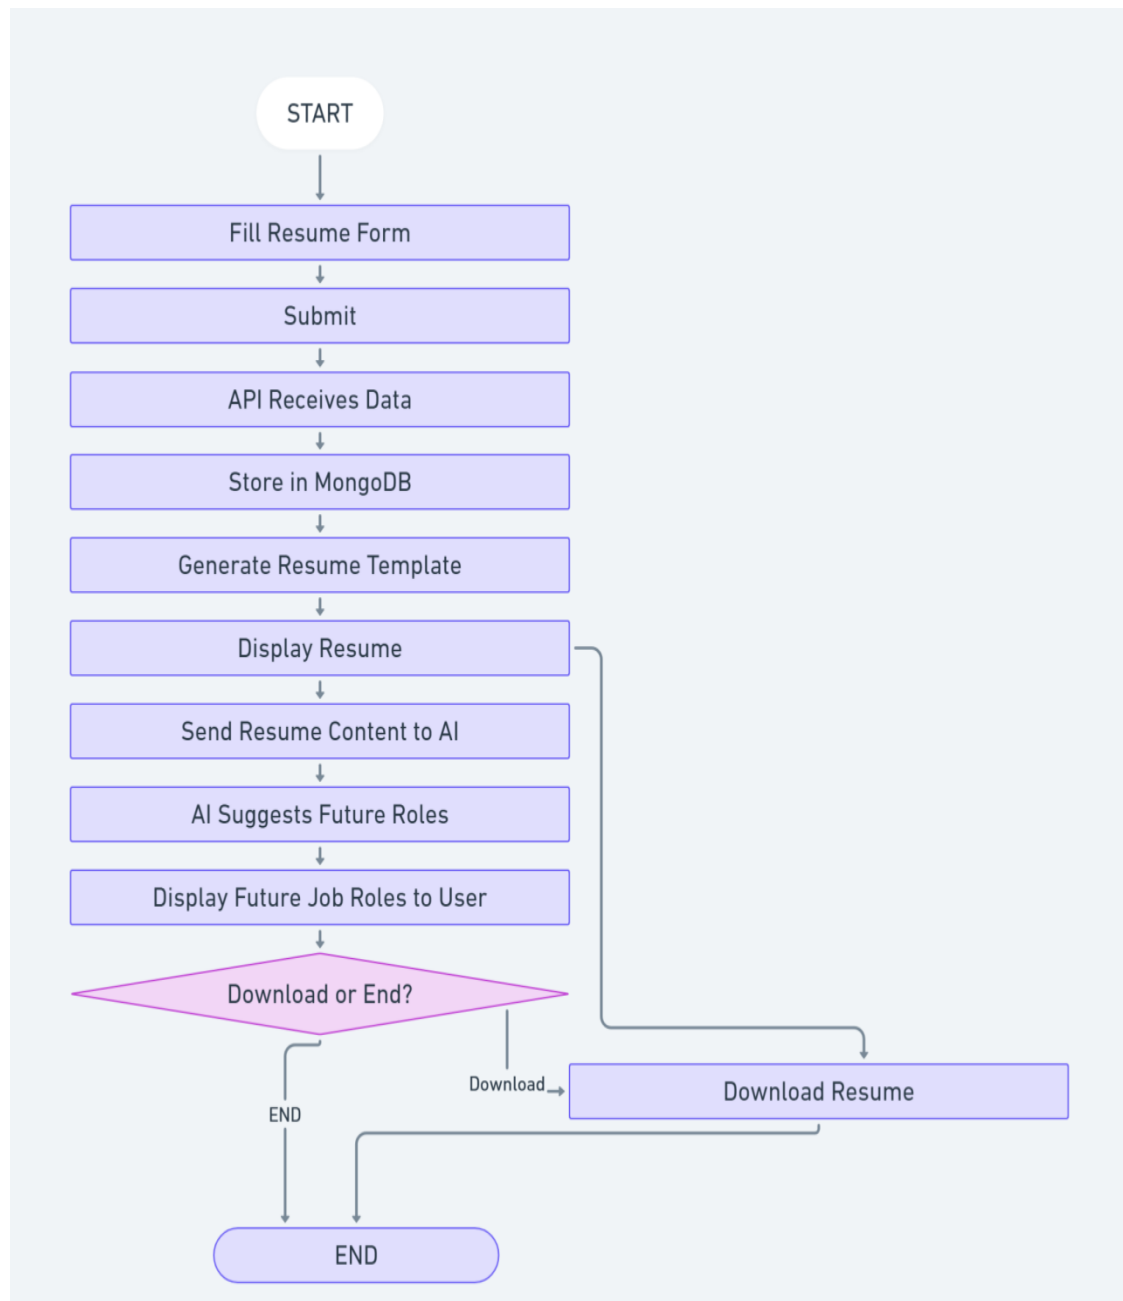 START
Fill Resume Form
Submit
API Receives Data
Store in MongoDB
Generate Resume Template
Display Resume
Send Resume Content to AI
AI Suggests Future Roles
Display Future Job Roles to User
Download or End?
Download
Download Resume
END
END